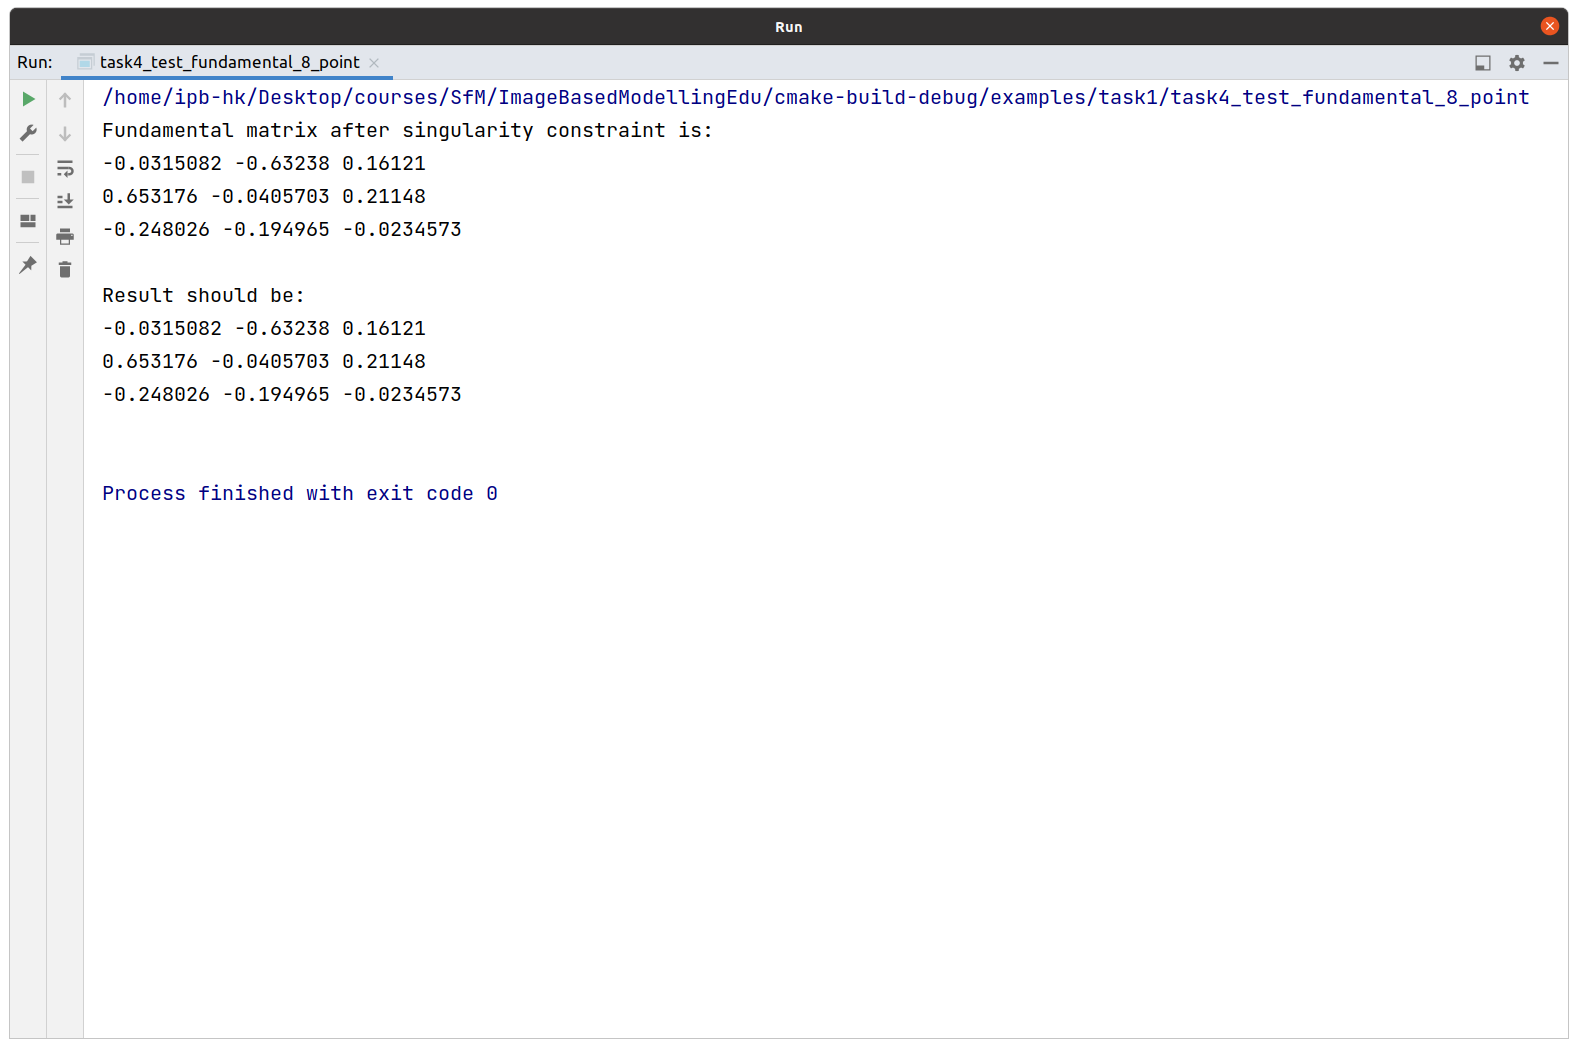 Run
Run: task4_test_fundamental_8_point
/home/ipb-hk/Desktop/courses/SfM/ImageBasedModellingEdu/cmake-build-debug/examples/task1/task4_test_fundamental_8_point
Fundamental matrix after singularity constraint is:
-0.0315082 -0.63238 0.16121
0.653176 -0.0405703 0.21148
-0.248026 -0.194965 -0.0234573
Result should be:
-0.0315082 -0.63238 0.16121
0.653176 -0.0405703 0.21148
-0.248026 -0.194965 -0.0234573
Process finished with exit code 0